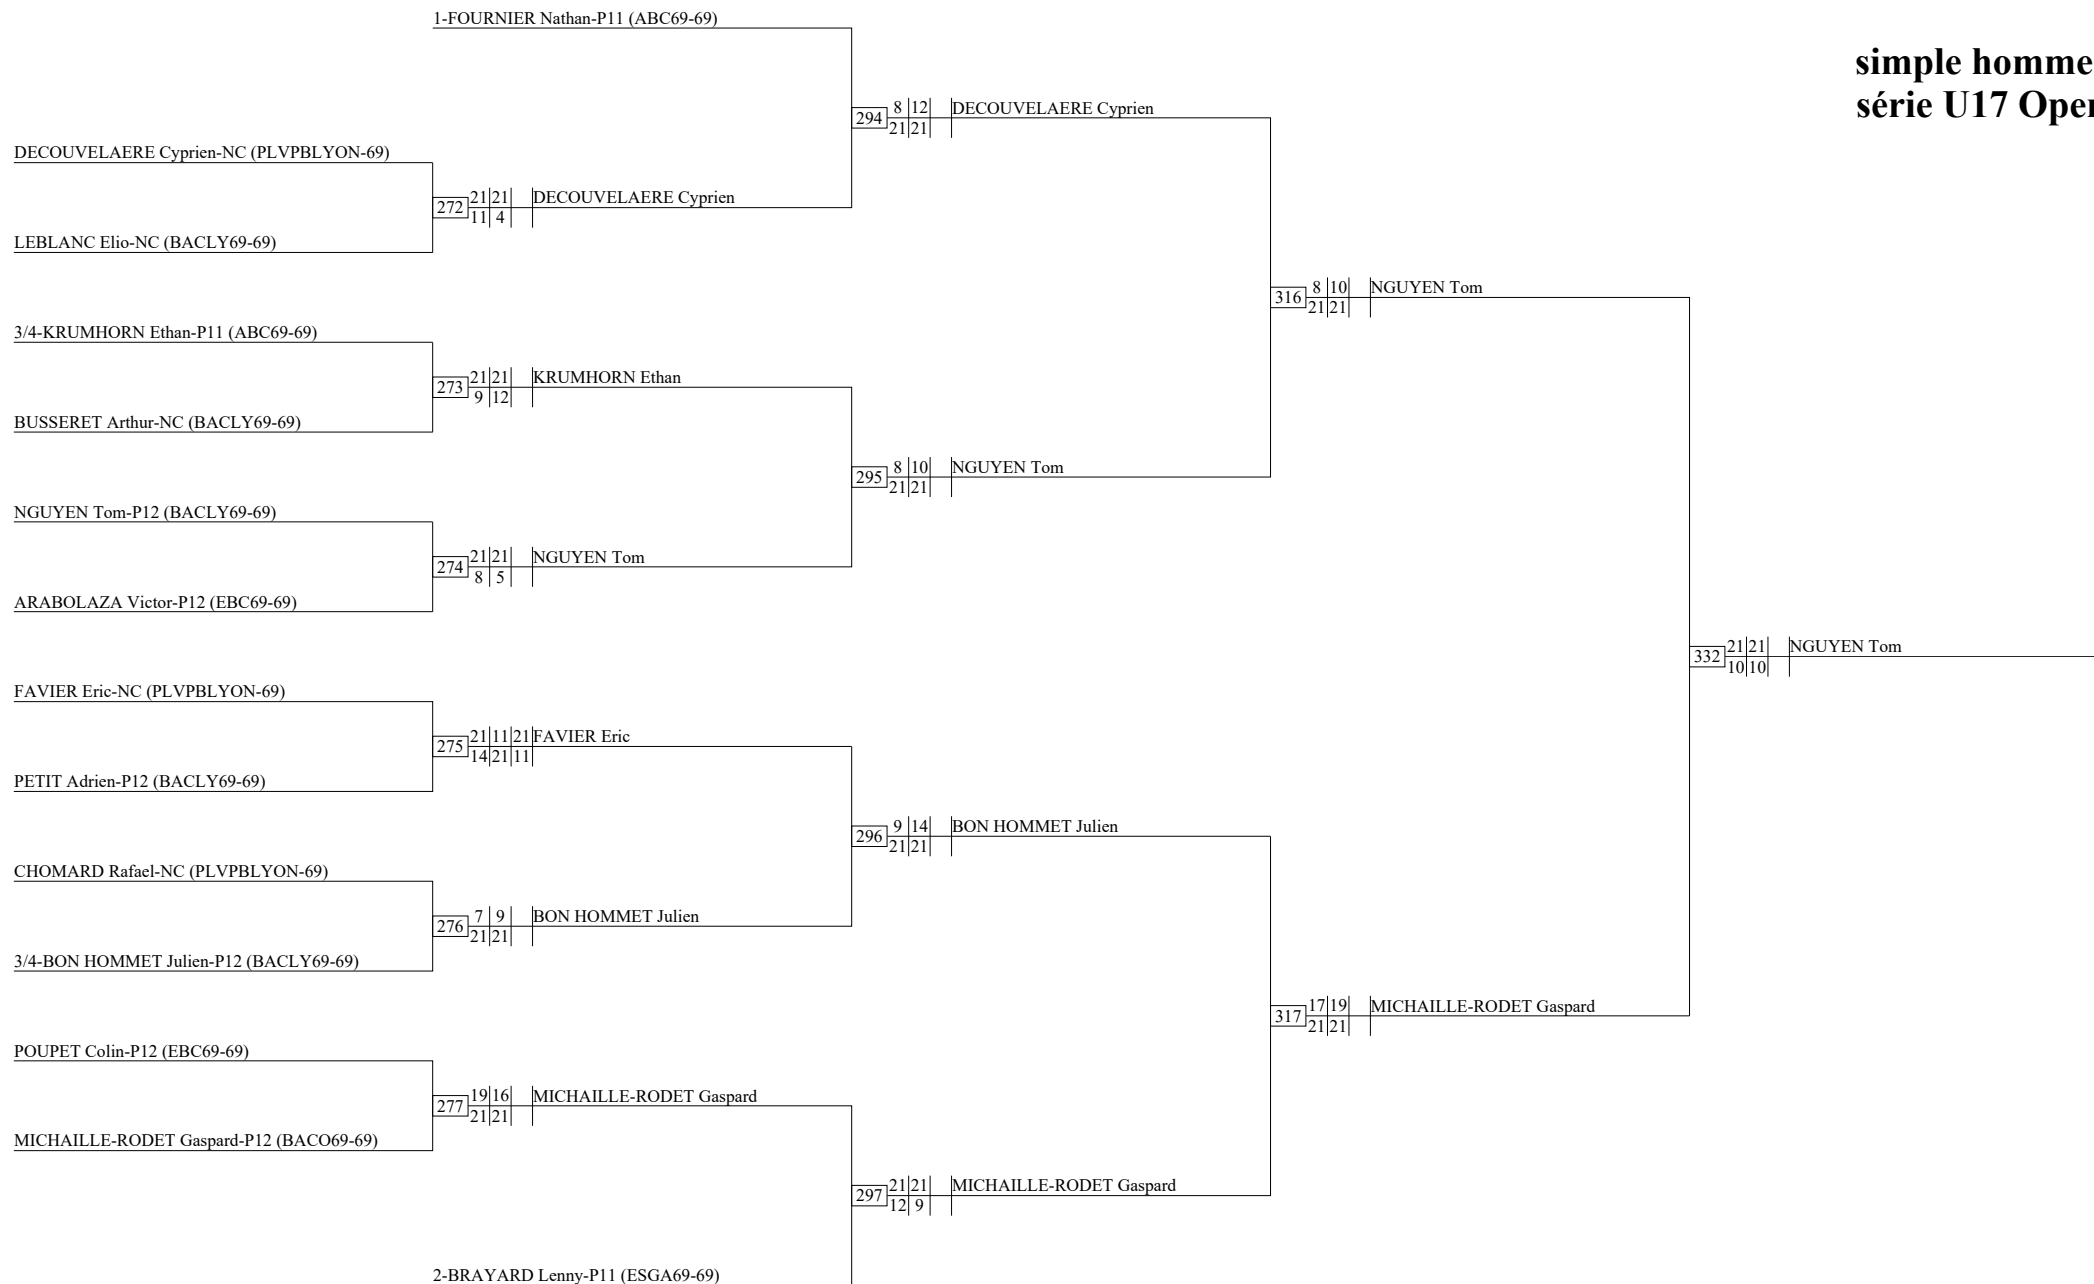 1-FOURNIER Nathan-P11 (ABC69-69)
simple homme
série U17 Open
294 8 12 DECOUVELAERE Cyprien
21 21
DECOUVELAERE Cyprien-NC (PLVPBLYON-69)
272 21 21 DECOUVELAERE Cyprien
11 4
LEBLANC Elio-NC (BACLY69-69)
316 8 10 NGUYEN Tom
21 21
3/4-KRUMHORN Ethan-P11 (ABC69-69)
273 21 21 KRUMHORN Ethan
9 12
BUSSERET Arthur-NC (BACLY69-69)
295 8 10 NGUYEN Tom
21 21
NGUYEN Tom-P12 (BACLY69-69)
274 21 21 NGUYEN Tom
8 5
ARABOLAZA Victor-P12 (EBC69-69)
332 21 21 NGUYEN Tom
10 10
FAVIER Eric-NC (PLVPBLYON-69)
275 21 11 21 FAVIER Eric
14 21 11
PETIT Adrien-P12 (BACLY69-69)
296 9 14 BON HOMMET Julien
21 21
CHOMARD Rafael-NC (PLVPBLYON-69)
276 7 9 BON HOMMET Julien
21 21
3/4-BON HOMMET Julien-P12 (BACLY69-69)
317 17 19 MICHAILLE-RODET Gaspard
21 21
POUPET Colin-P12 (EBC69-69)
277 19 16 MICHAILLE-RODET Gaspard
21 21
MICHAILLE-RODET Gaspard-P12 (BACO69-69)
297 21 21 MICHAILLE-RODET Gaspard
12 9
2-BRAYARD Lenny-P11 (ESGA69-69)